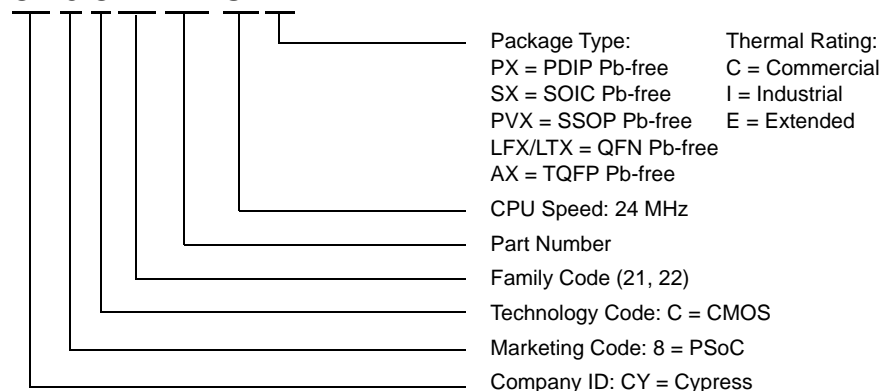 Package Type: Thermal Rating:
PX = PDIP Pb-free C = Commercial
SX = SOIC Pb-free I = Industrial
PVX = SSOP Pb-free E = Extended
LFX/LTX = QFN Pb-free
AX = TQFP Pb-free
CPU Speed: 24 MHz
Part Number
Family Code (21, 22)
Technology Code: C = CMOS
Marketing Code: 8 = PSoC
Company ID: CY = Cypress